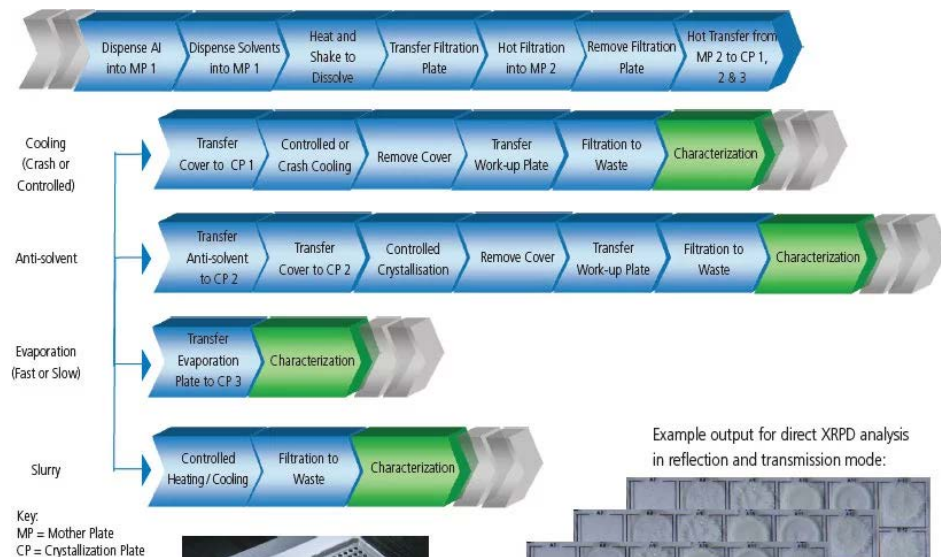 Dispense AI
into MP 1
Dispense Solvents
into MP 1
Heat and
Shake to
Dissolve
Transfer Filtration
Plate
Hot Filtration
into MP 2
Remove Filtration
Plate
Hot Transfer from
MP 2 to CP 1,
2 & 3
Cooling
(Crash or
Controlled)
Transfer
Cover to CP 1
Controlled or
Crash Cooling
Remove Cover
Transfer
Work-up Plate
Filtration to
Waste
Characterization
Anti-solvent
Transfer
Anti-solvent
to CP 2
Transfer
Cover to CP 2
Controlled
Crystallisation
Remove Cover
Transfer
Work-up Plate
Filtration to
Waste
Characterization
Evaporation
(Fast or Slow)
Transfer
Evaporation
Plate to CP 3
Characterization
Slurry
Controlled
Heating / Cooling
Filtration to
Waste
Characterization
Example output for direct XRPD analysis
in reflection and transmission mode:
Key:
MP = Mother Plate
CP = Crystallization Plate